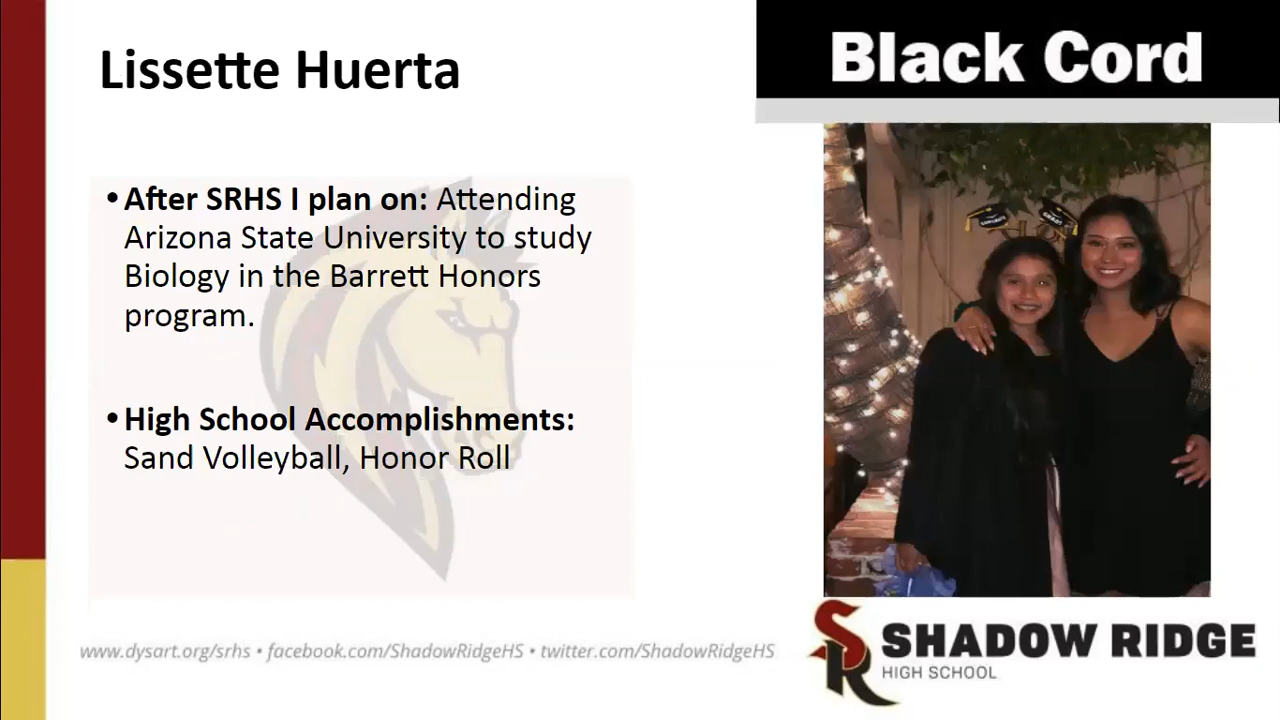 Lissette Huerta
Black Cord
•After SRHS I plan on: Attending
Arizona State University to study
Biology in the Barrett Honors
program.
•High School Accomplishments:
Sand Volleyball, Honor Roll
www.dysart.org/srhs • facebook.com/ShadowRidgeHS • twitter.com/ShadowRidgeHS
SR
SHADOW RIDGE
HIGH SCHOOL